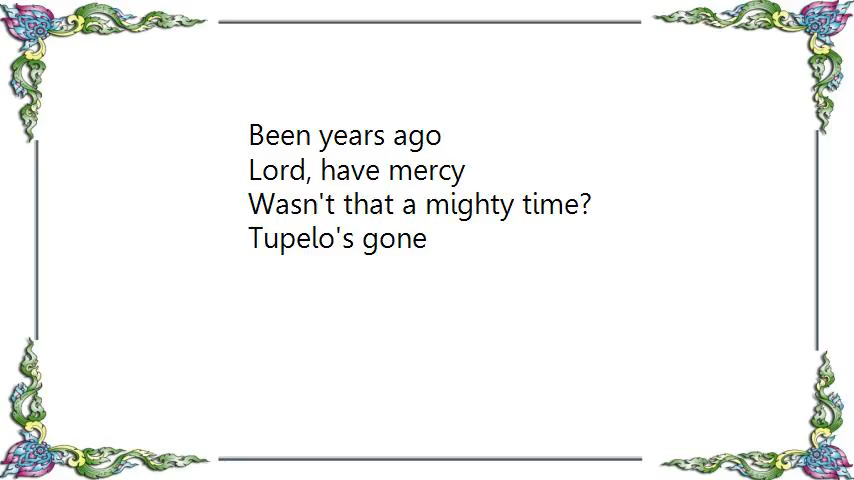 Been years ago
Lord, have mercy
Wasn't that a mighty time?
Tupelo's gone